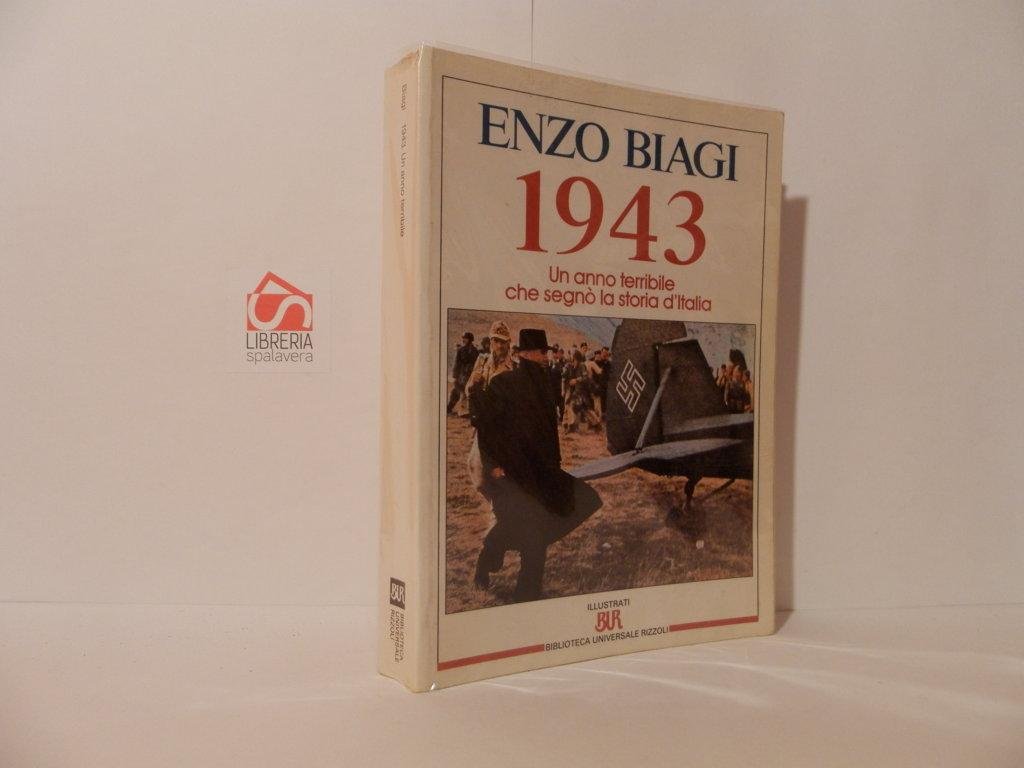 ENZO BIAGI
1943
Un anno terribile
che segnò la storia d'Italia
ILLUSTRATI
BUR
BIBLIOTECA UNIVERSALE RIZZOLI
Biagi 1943. Un anno terribile
BUR
BIBLIOTECA
UNIVERSALE
RIZZOLI
LIBRERIA
spalavera